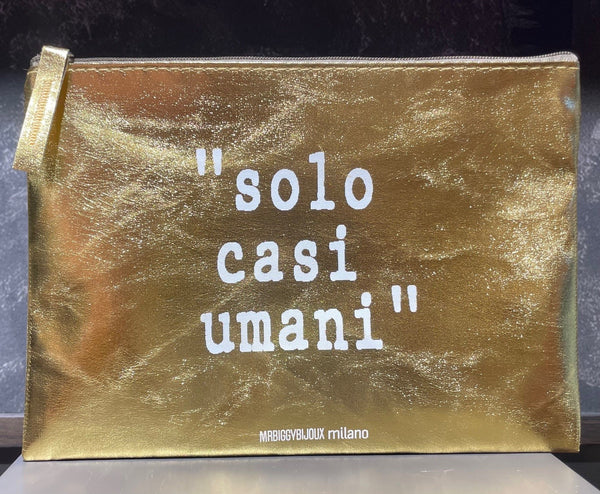 "solo
casi
umani"
MRBIGGYBIJOUX milano